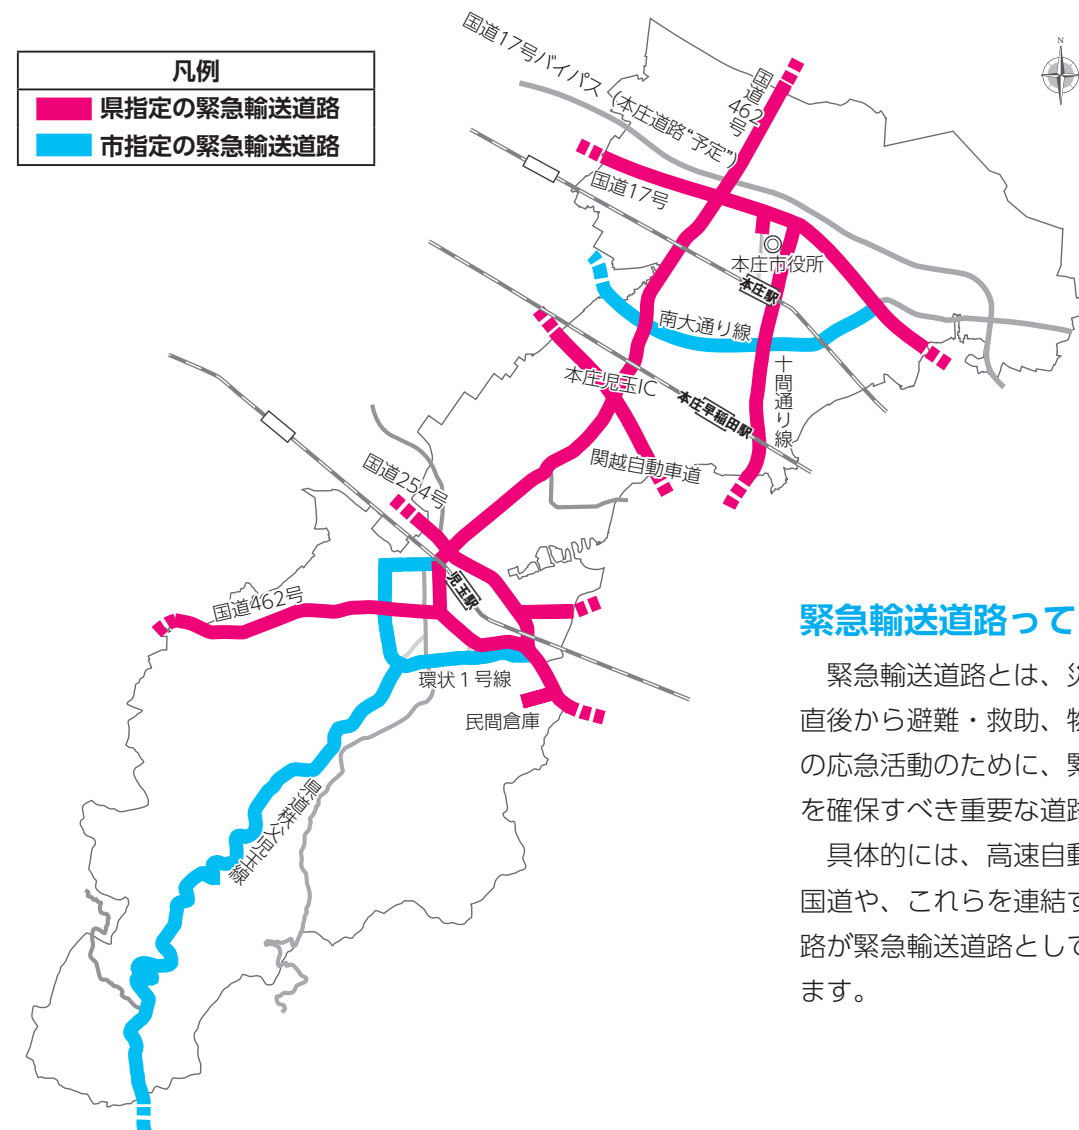 凡例
県指定の緊急輸送道路
市指定の緊急輸送道路
N
国道17号バイパス（本庄道路“予定”）
国道462号
国道17号
本庄市役所
本庄駅
南大通り線
十間通り線
本庄児玉IC
本庄早稲田駅
関越自動車道
国道254号
児玉駅
国道462号
環状１号線
民間倉庫
県道秩父児玉線
緊急輸送道路って
緊急輸送道路とは、災
直後から避難・救助、物
の応急活動のために、緊
を確保すべき重要な道路
具体的には、高速自動
国道や、これらを連結す
路が緊急輸送道路として
ます。